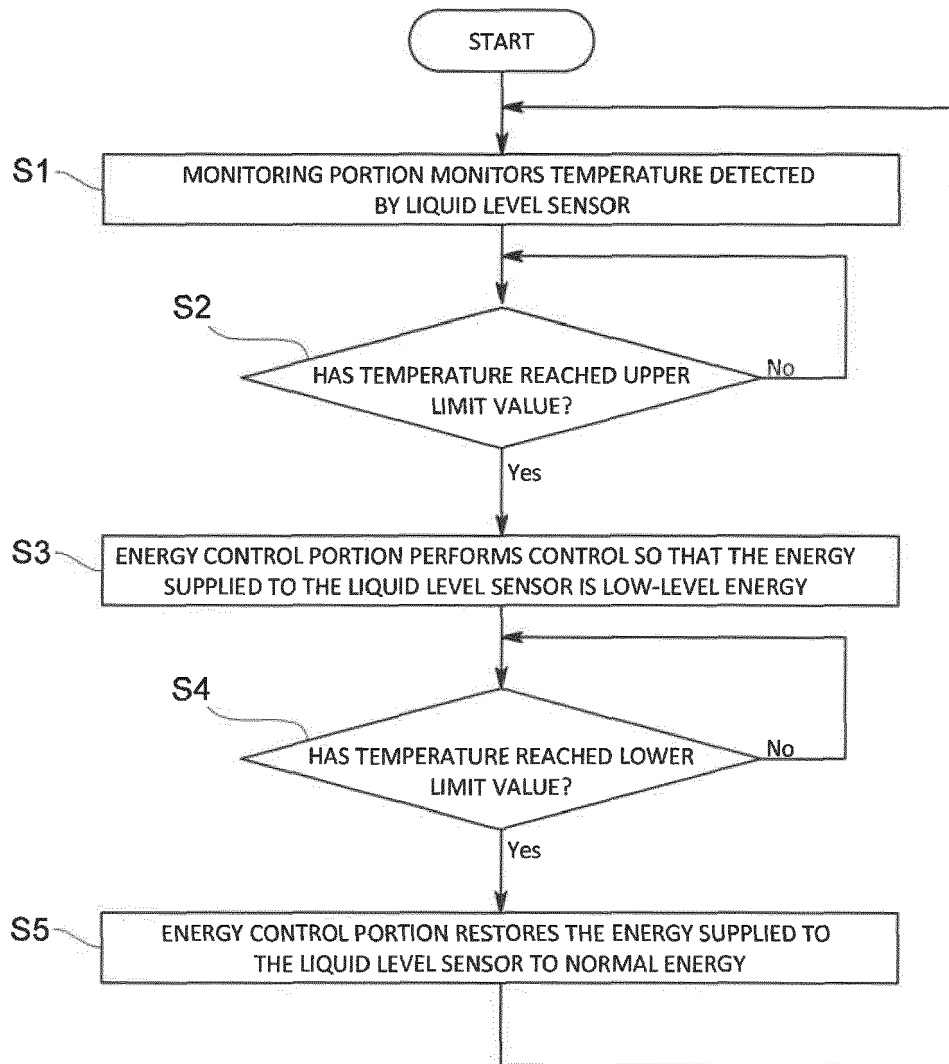 START
S1
MONITORING PORTION MONITORS TEMPERATURE DETECTED
BY LIQUID LEVEL SENSOR
S2
HAS TEMPERATURE REACHED UPPER
LIMIT VALUE?
No
Yes
S3
ENERGY CONTROL PORTION PERFORMS CONTROL SO THAT THE ENERGY
SUPPLIED TO THE LIQUID LEVEL SENSOR IS LOW-LEVEL ENERGY
S4
HAS TEMPERATURE REACHED LOWER
LIMIT VALUE?
No
Yes
S5
ENERGY CONTROL PORTION RESTORES THE ENERGY SUPPLIED TO
THE LIQUID LEVEL SENSOR TO NORMAL ENERGY